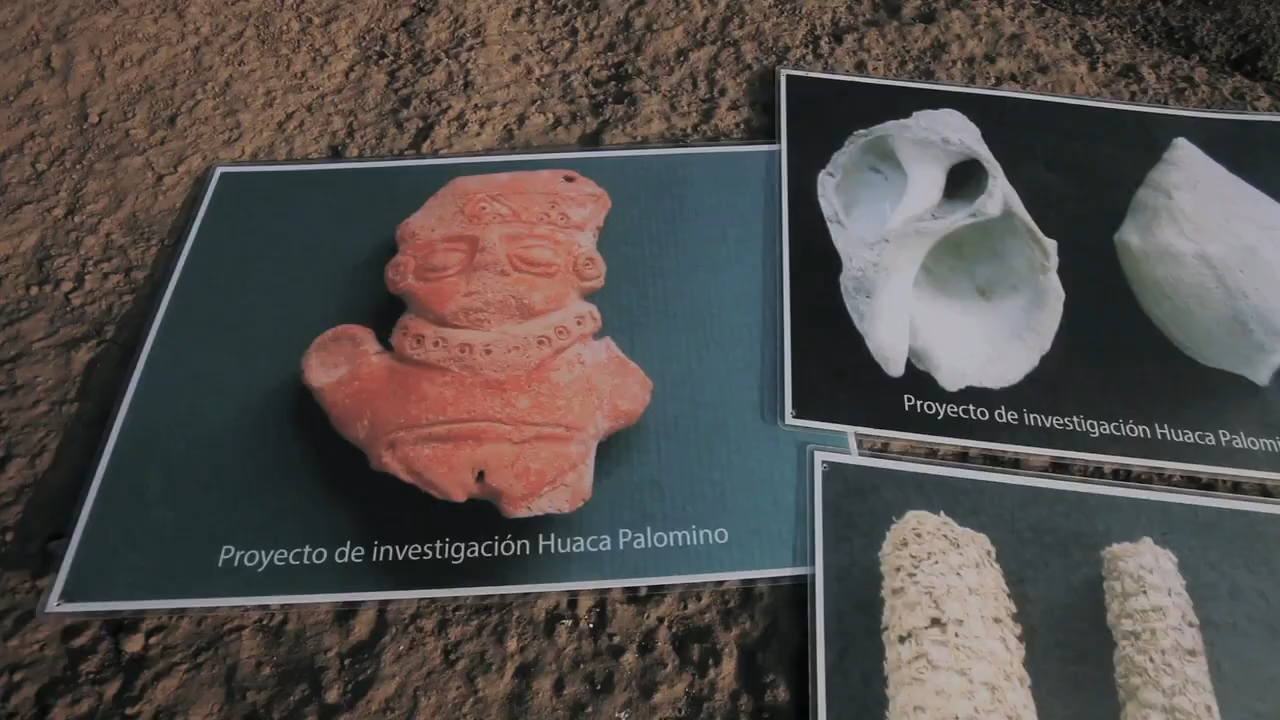 Proyecto de investigación Huaca Palomino
Proyecto de investigación Huaca Palomi